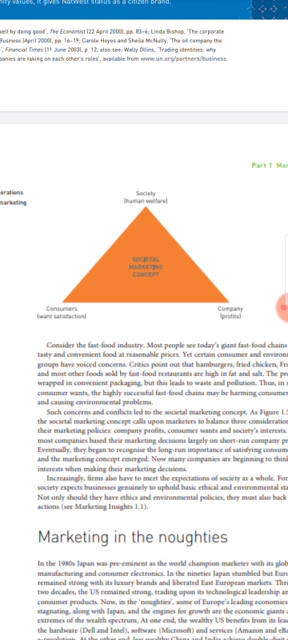 nity values, it gives NatWest status as a citizen brand.
well by doing good', The Economist (22 April 2000), pp. 83–6; Linda Bishop, 'The corporate
Business (April 2000), pp. 16–19; Carola Hoyos and Sheila McNulty, 'The oil company the
', Financial Times (11 June 2003), p. 12; also see: Wally Olins, 'Trading identities: why
panies are taking on each other's roles', available from www.un.org/partners/business.
Part 1 Mar
erations
marketing
Society
(human welfare)
SOCIETAL
MARKETING
CONCEPT
Consumers
(want satisfaction)
Company
(profits)
Consider the fast-food industry. Most people see today's giant fast-food chains
tasty and convenient food at reasonable prices. Yet certain consumer and environ
groups have voiced concerns. Critics point out that hamburgers, fried chicken, Fr
and most other foods sold by fast-food restaurants are high in fat and salt. The pr
wrapped in convenient packaging, but this leads to waste and pollution. Thus, in s
consumer wants, the highly successful fast-food chains may be harming consumer
and causing environmental problems.
Such concerns and conflicts led to the societal marketing concept. As Figure 1.5
the societal marketing concept calls upon marketers to balance three consideration
their marketing policies: company profits, consumer wants and society's interests.
most companies based their marketing decisions largely on short-run company pr
Eventually, they began to recognise the long-run importance of satisfying consume
and the marketing concept emerged. Now many companies are beginning to think
interests when making their marketing decisions.
Increasingly, firms also have to meet the expectations of society as a whole. For
society expects businesses genuinely to uphold basic ethical and environmental sta
Not only should they have ethics and environmental policies, they must also back
actions (see Marketing Insights 1.1).
Marketing in the noughties
In the 1980s Japan was pre-eminent as the world champion marketer with its glob
manufacturing and consumer electronics. In the nineties Japan stumbled but Euro
remained strong with its luxury brands and liberated East European markets. Thro
two decades, the US remained strong, trading upon its technological leadership an
consumer products. Now, in the 'noughties', some of Europe's leading economies
stagnating, along with Japan, and the engines for growth are the economic giants a
extremes of the wealth spectrum. At one end, the wealthy US benefits from its lead
the hardware (Dell and Intel), software (Microsoft) and services (Amazon and eB